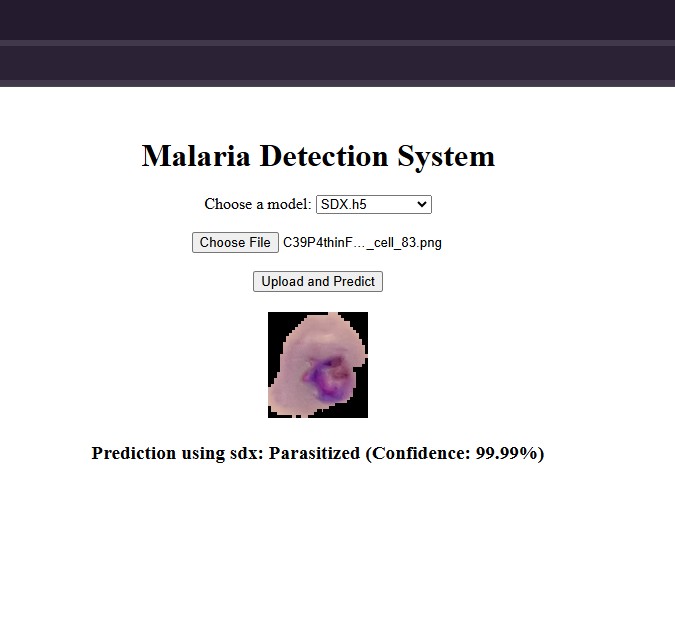 Malaria Detection System
Choose a model: SDX.h5
Choose File C39P4thinF…_cell_83.png
Upload and Predict
Prediction using sdx: Parasitized (Confidence: 99.99%)